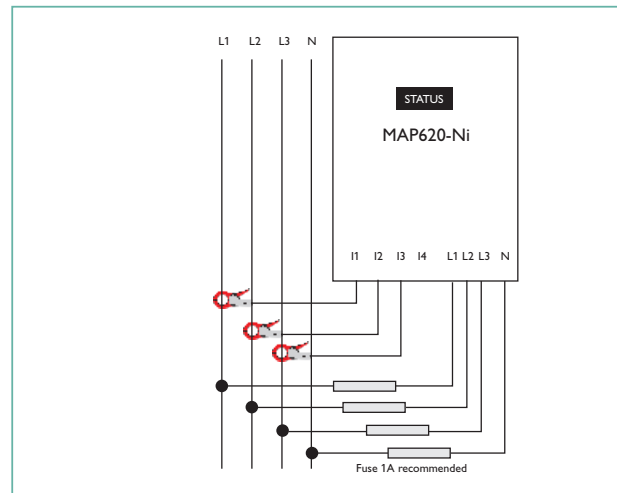 L1 L2 L3 N
STATUS
MAP620-Ni
I1 I2 I3 I4 L1 L2 L3 N
Fuse 1A recommended